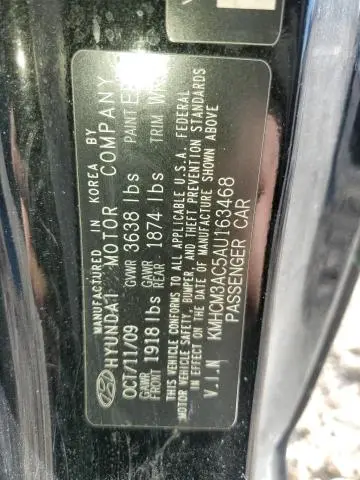 MANUFACTURED IN KOREA BY
HYUNDAI MOTOR COMPANY
OCT/11/09 GVWR 3638 lbs PAINT
GAWR FRONT 1918 lbs GAWR REAR 1874 lbs TRIM
THIS VEHICLE CONFORMS TO ALL APPLICABLE U.S.A. FEDERAL
MOTOR VEHICLE SAFETY, BUMPER, AND THEFT PREVENTION STANDARDS
IN EFFECT ON THE DATE OF MANUFACTURE SHOWN ABOVE
V.I.N KMHCM3AC5AU163468
PASSENGER CAR